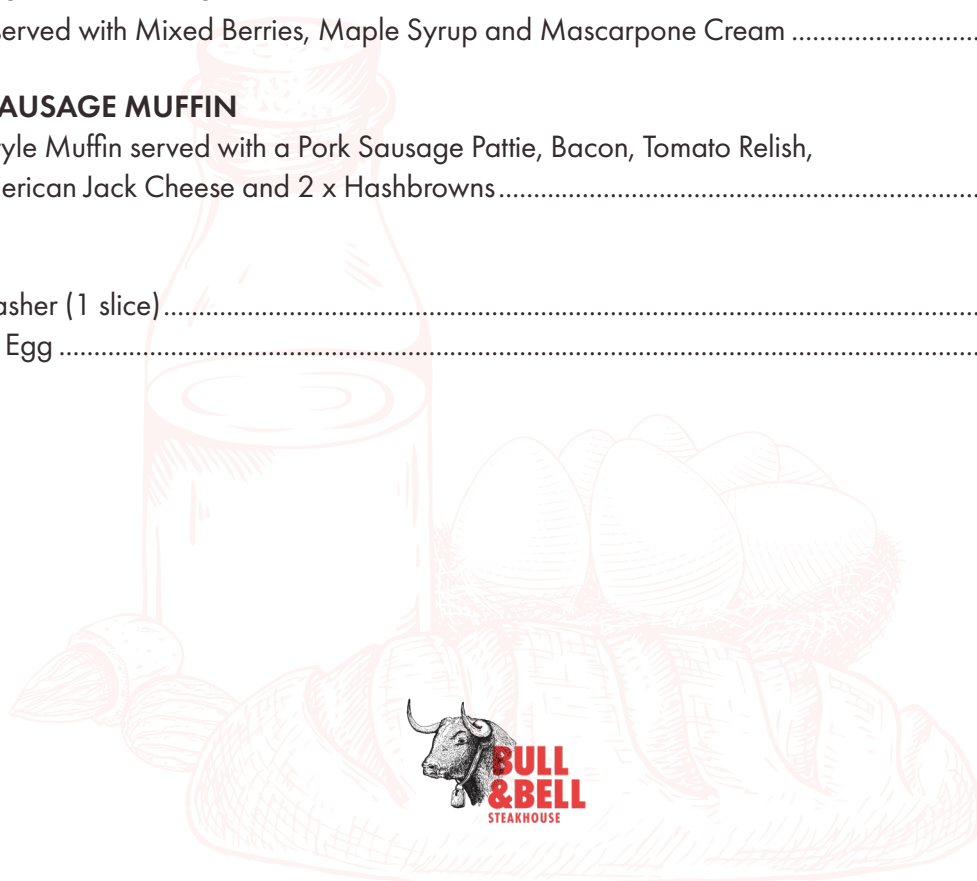 served with Mixed Berries, Maple Syrup and Mascarpone Cream ..........................
AUSAGE MUFFIN
yle Muffin served with a Pork Sausage Pattie, Bacon, Tomato Relish,
erican Jack Cheese and 2 x Hashbrowns....................................................................
asher (1 slice)....................................................................................................................
Egg ....................................................................................................................................
BULL
&BELL
STEAKHOUSE